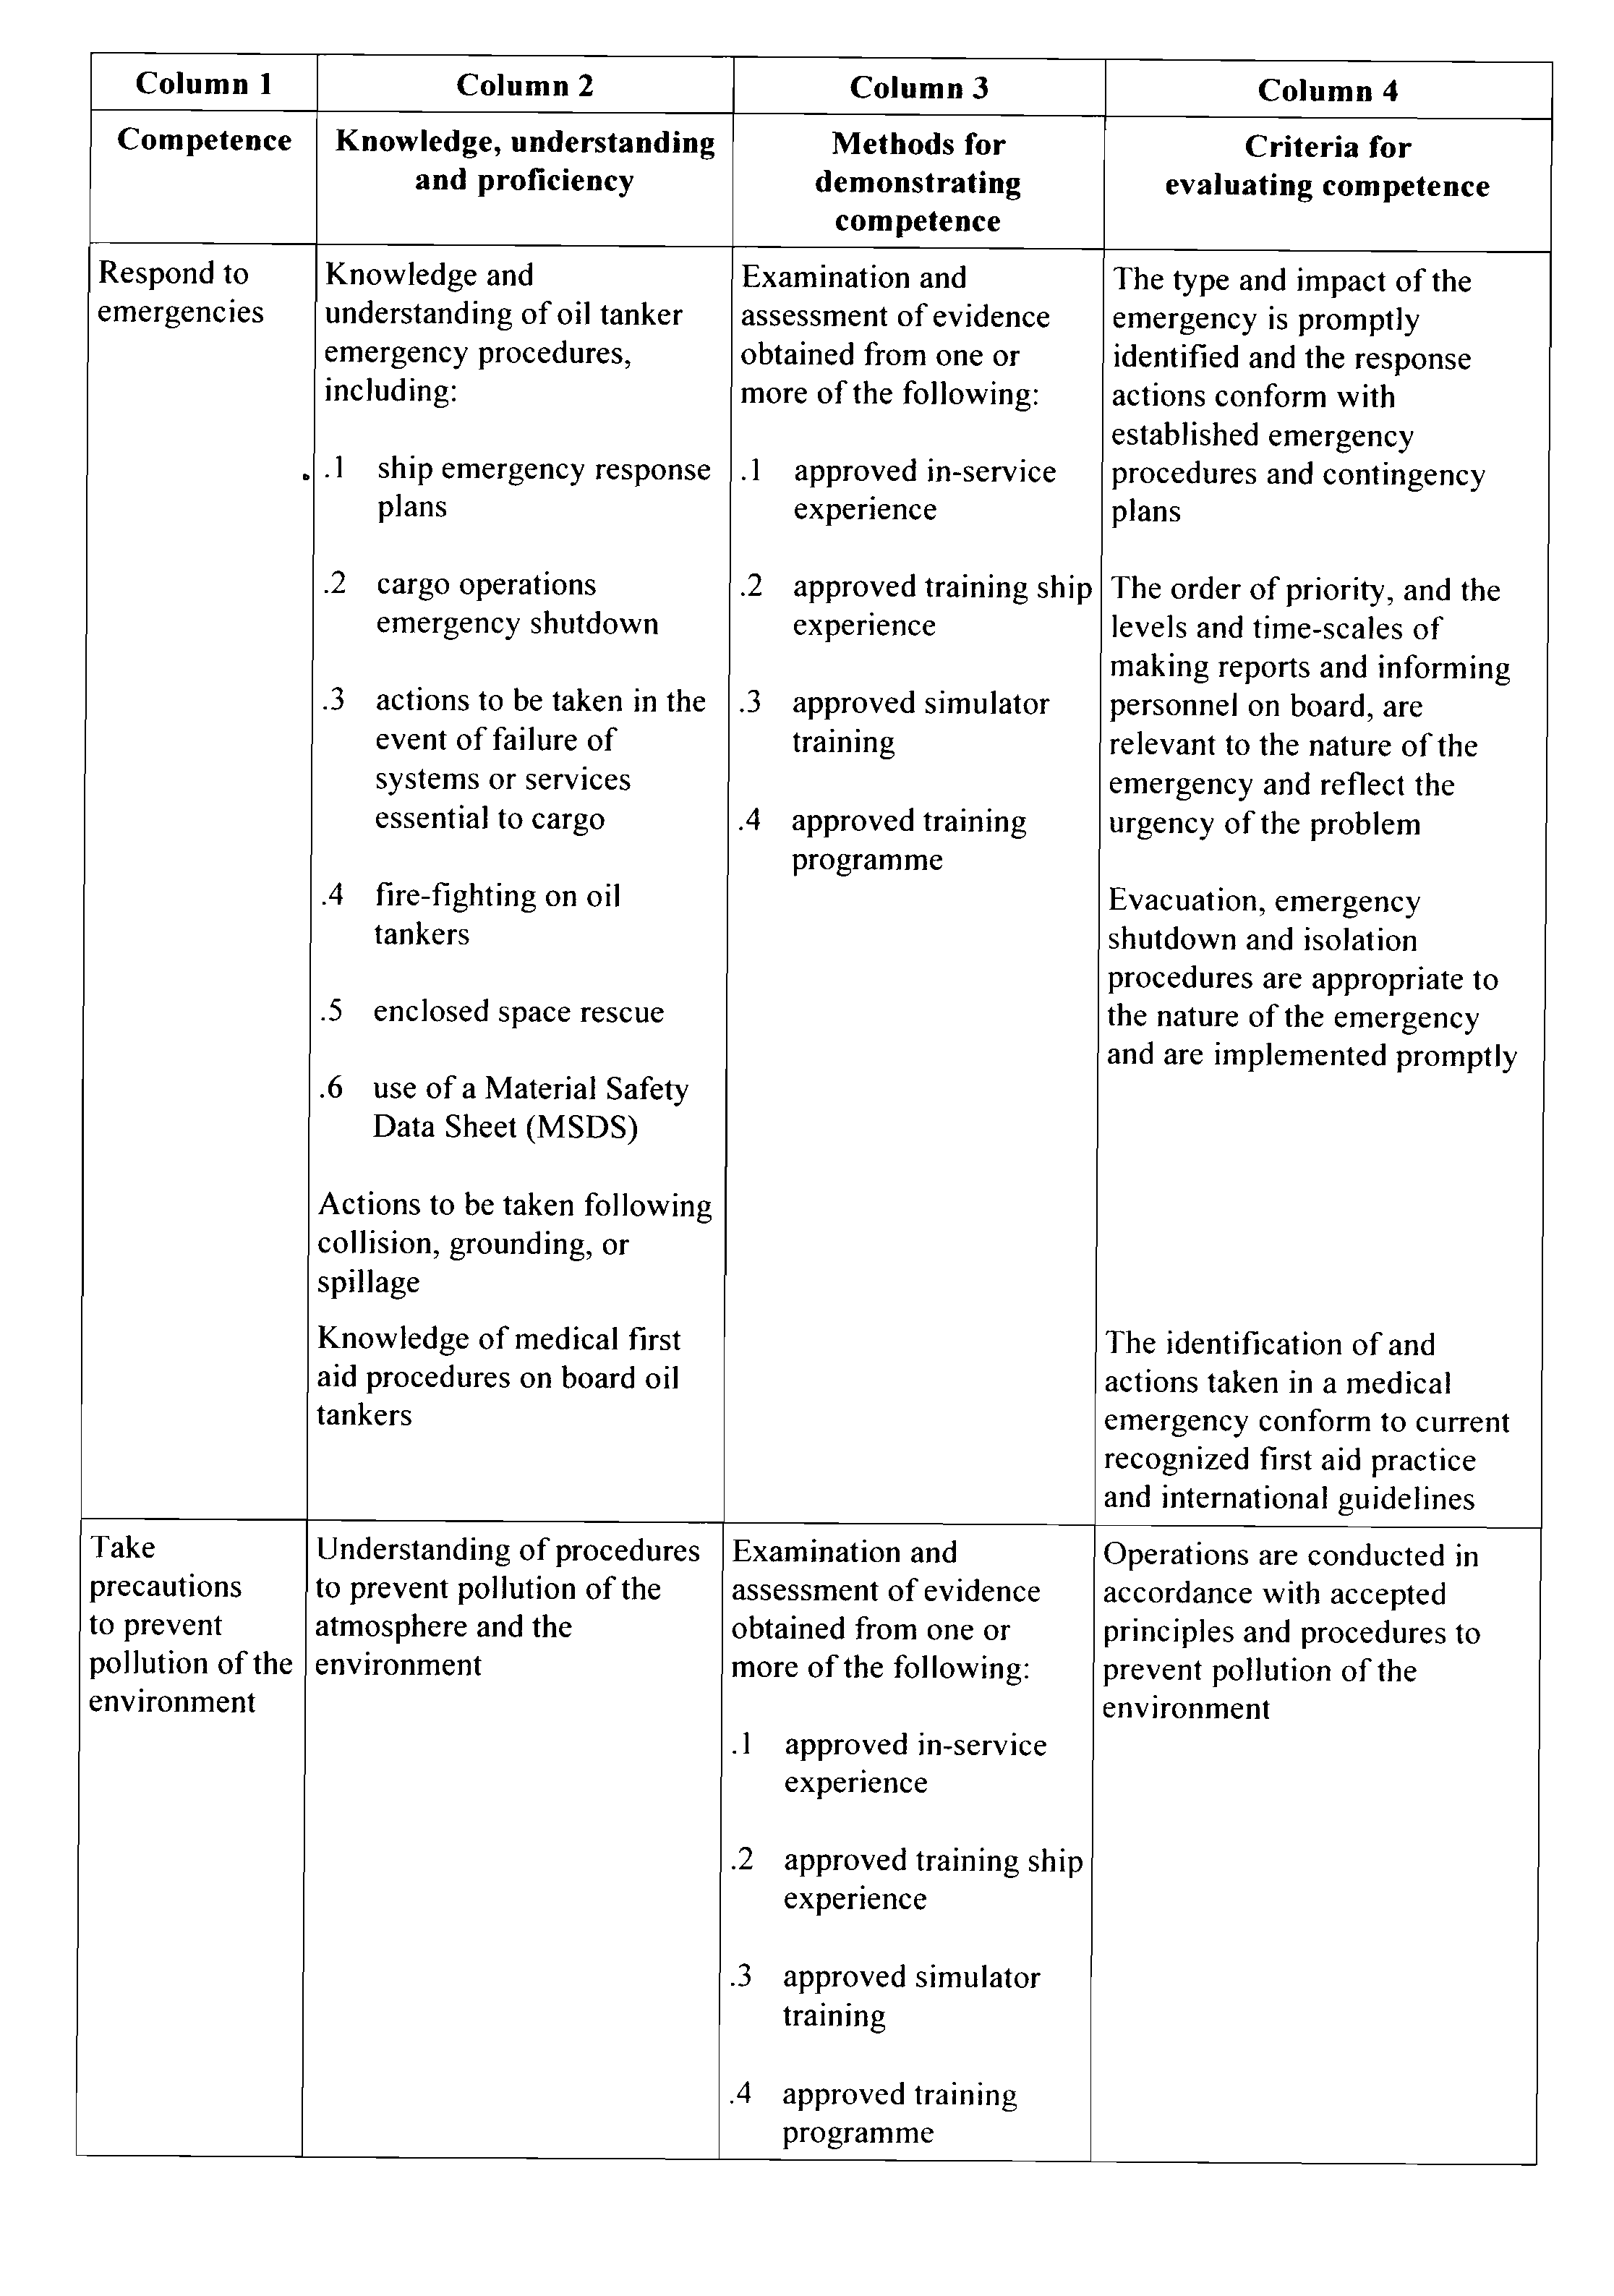 Column 1
Column 2
Column 3
Column 4
Competence
Knowledge, understanding
and proficiency
Methods for
demonstrating
competence
Criteria for
evaluating competence
Respond to
emergencies
Knowledge and
understanding of oil tanker
emergency procedures,
including:
.1 ship emergency response
plans
.2 cargo operations
emergency shutdown
.3 actions to be taken in the
event of failure of
systems or services
essential to cargo
.4 fire-fighting on oil
tankers
.5 enclosed space rescue
.6 use of a Material Safety
Data Sheet (MSDS)
Actions to be taken following
collision, grounding, or
spillage
Knowledge of medical first
aid procedures on board oil
tankers
Examination and
assessment of evidence
obtained from one or
more of the following:
.1 approved in-service
experience
.2 approved training ship
experience
.3 approved simulator
training
.4 approved training
programme
The type and impact of the
emergency is promptly
identified and the response
actions conform with
established emergency
procedures and contingency
plans
The order of priority, and the
levels and time-scales of
making reports and informing
personnel on board, are
relevant to the nature of the
emergency and reflect the
urgency of the problem
Evacuation, emergency
shutdown and isolation
procedures are appropriate to
the nature of the emergency
and are implemented promptly
The identification of and
actions taken in a medical
emergency conform to current
recognized first aid practice
and international guidelines
Take
precautions
to prevent
pollution of the
environment
Understanding of procedures
to prevent pollution of the
atmosphere and the
environment
Examination and
assessment of evidence
obtained from one or
more of the following:
.1 approved in-service
experience
.2 approved training ship
experience
.3 approved simulator
training
.4 approved training
programme
Operations are conducted in
accordance with accepted
principles and procedures to
prevent pollution of the
environment